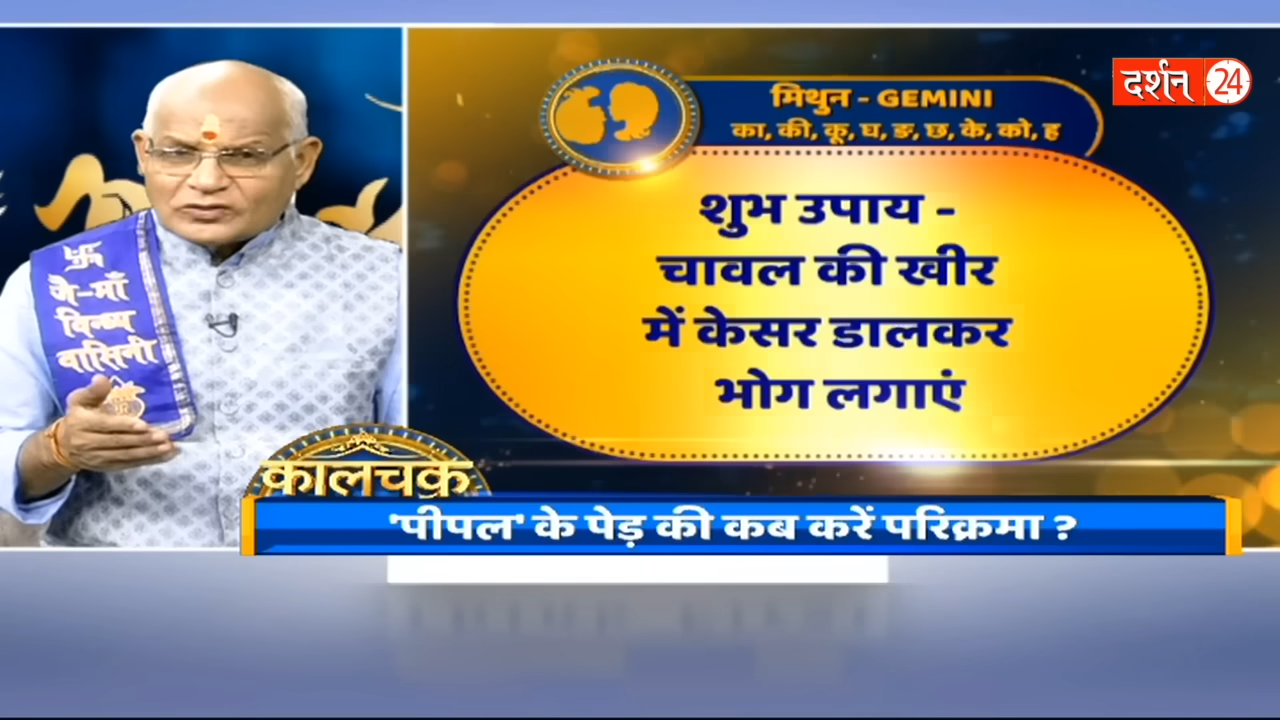 दर्शन 24
मिथुन - GEMINI
का, की, कू, घ, ङ, छ, के, को, ह
शुभ उपाय -
चावल की खीर
में केसर डालकर
भोग लगाएं
जै-माँ
विन्ध्य
वासिनी
कालचक्र
'पीपल' के पेड़ की कब करें परिक्रमा ?